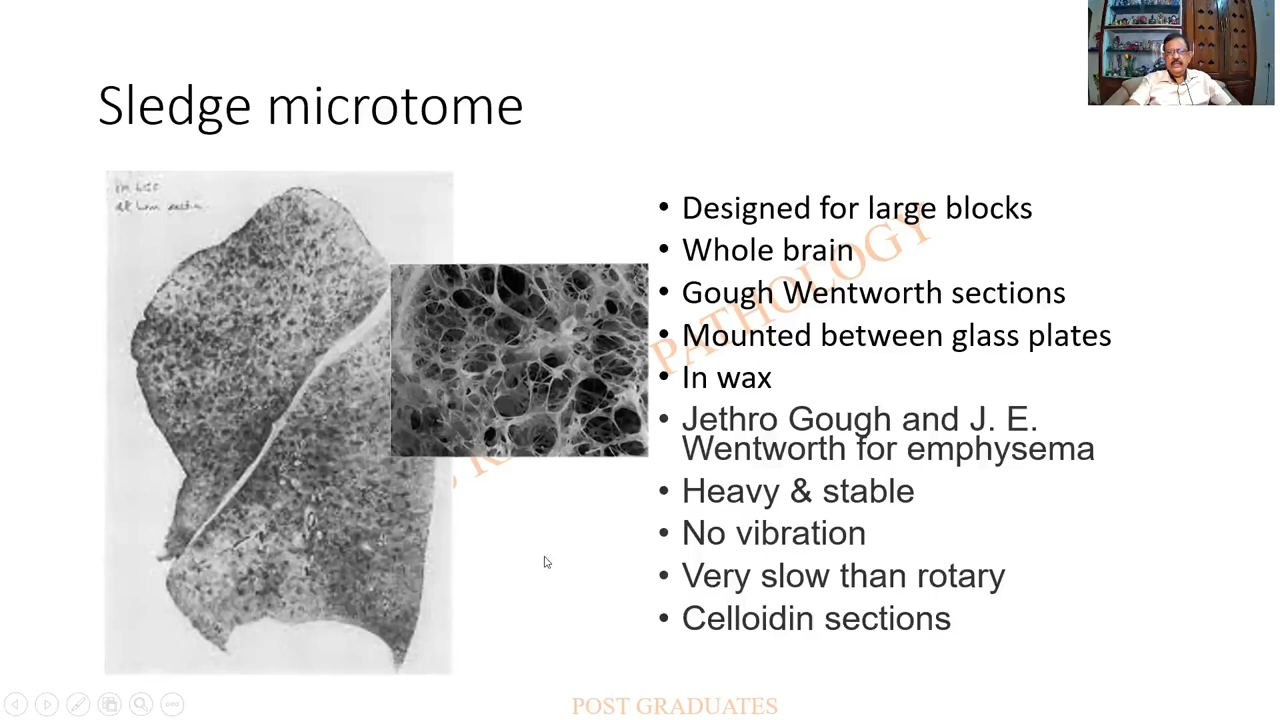 Sledge microtome
• Designed for large blocks
• Whole brain
• Gough Wentworth sections
• Mounted between glass plates
• In wax
• Jethro Gough and J. E.
Wentworth for emphysema
• Heavy & stable
• No vibration
• Very slow than rotary
• Celloidin sections
PATHOLOGY
POST GRADUATES